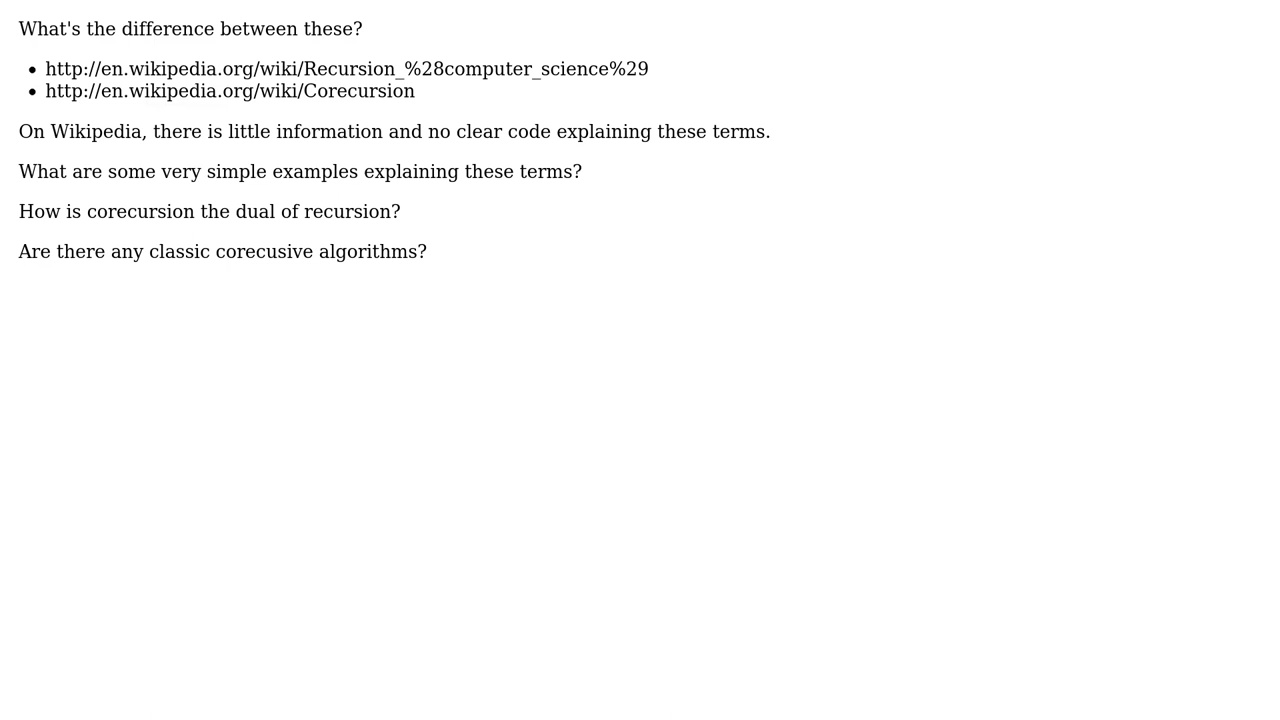 What's the difference between these?
• http://en.wikipedia.org/wiki/Recursion_%28computer_science%29
• http://en.wikipedia.org/wiki/Corecursion
On Wikipedia, there is little information and no clear code explaining these terms.
What are some very simple examples explaining these terms?
How is corecursion the dual of recursion?
Are there any classic corecusive algorithms?